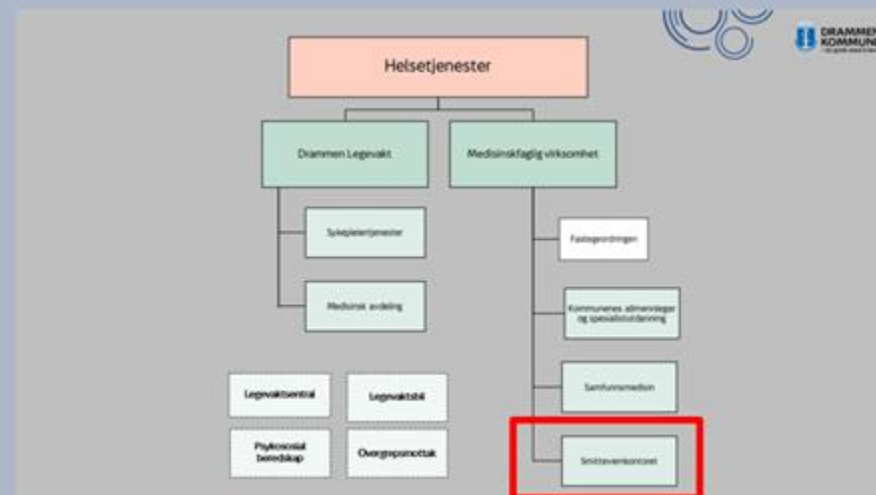 DRAMMEN
KOMMUNE
Helsetjenester
Drammen Legevakt
Medisinskfaglig virksomhet
Sykepleiertjenester
Medisinsk avdeling
Fastlegeordningen
Kommunenes allmennleger
og spesialistutdanning
Samfunnsmedisin
Smittevernkontoret
Legevaktsentral
Legevaktsbil
Psykososial
beredskap
Overgrepsmottak